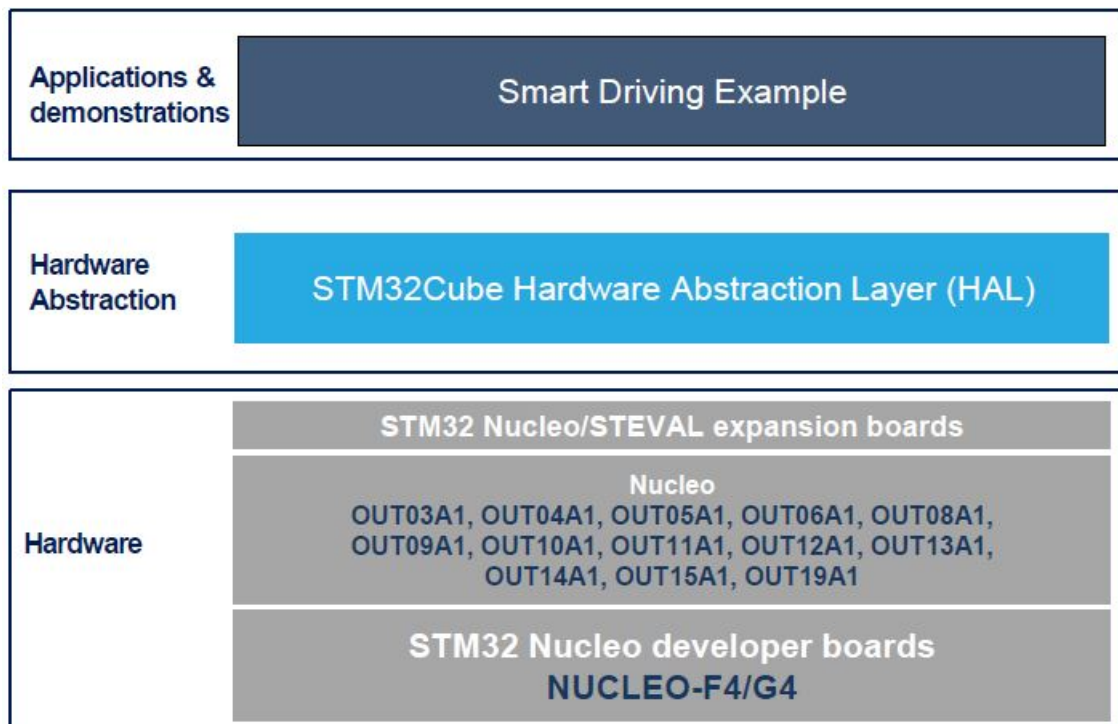 Applications &
demonstrations
Smart Driving Example
Hardware
Abstraction
STM32Cube Hardware Abstraction Layer (HAL)
Hardware
STM32 Nucleo/STEVAL expansion boards
Nucleo
OUT03A1, OUT04A1, OUT05A1, OUT06A1, OUT08A1,
OUT09A1, OUT10A1, OUT11A1, OUT12A1, OUT13A1,
OUT14A1, OUT15A1, OUT19A1
STM32 Nucleo developer boards
NUCLEO-F4/G4